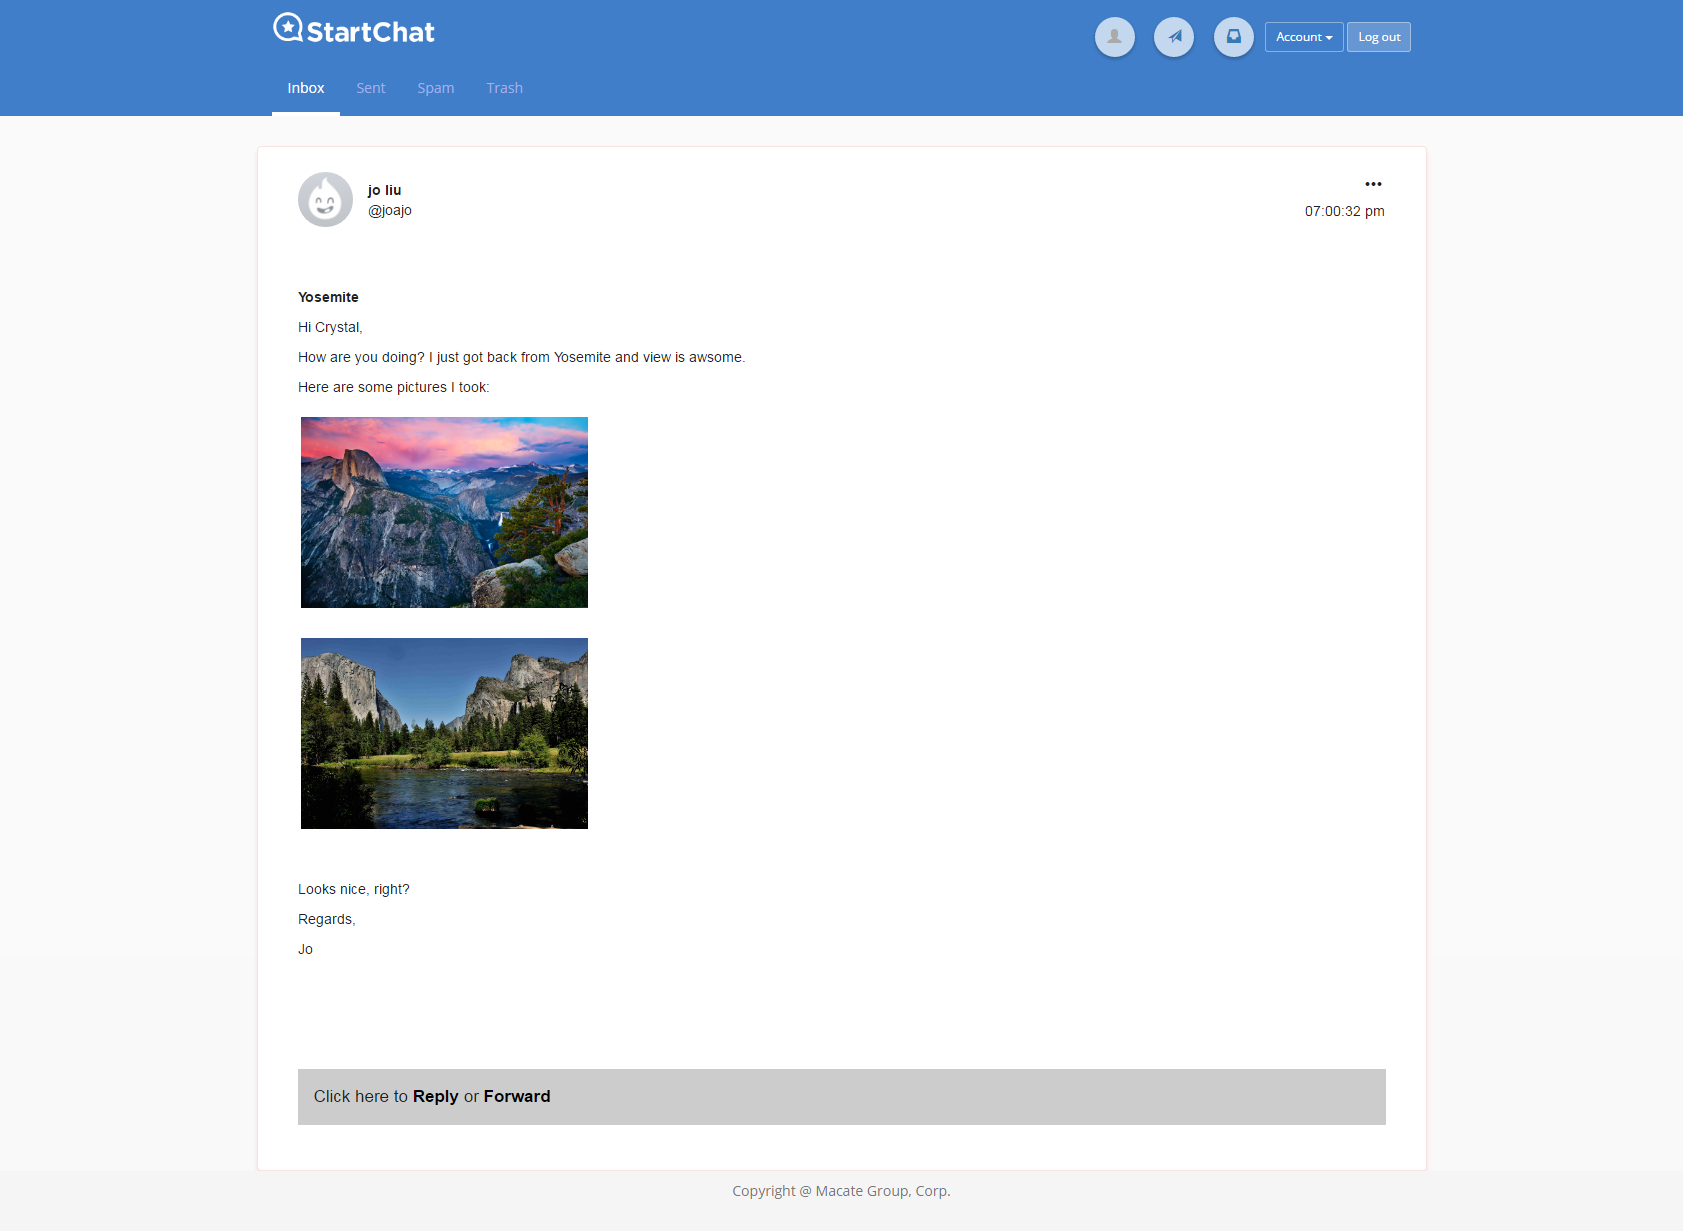 StartChat
Account
Log out
Inbox Sent Spam Trash
jo liu
@joajo
•••
07:00:32 pm
Yosemite
Hi Crystal,
How are you doing? I just got back from Yosemite and view is awsome.
Here are some pictures I took:
Looks nice, right?
Regards,
Jo
Click here to Reply or Forward
Copyright @ Macate Group, Corp.